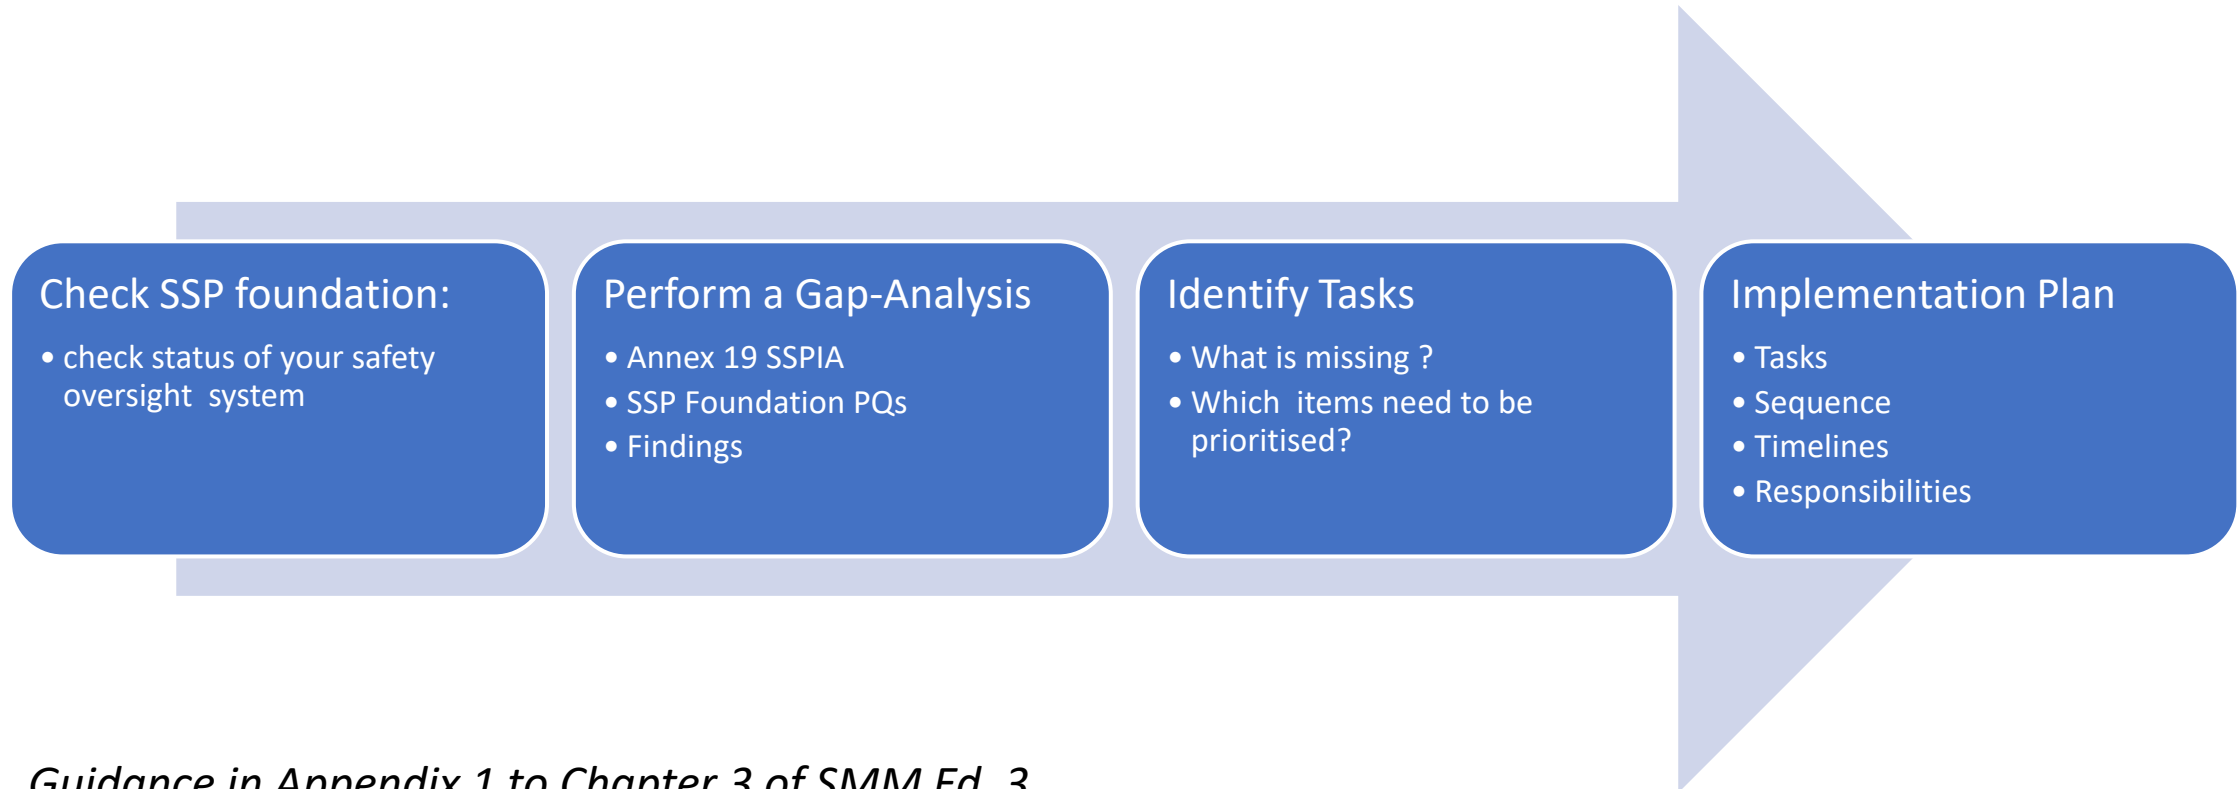 Check SSP foundation:
• check status of your safety
oversight  system
Perform a Gap-Analysis
• Annex 19 SSPIA
• SSP Foundation PQs
• Findings
Identify Tasks
• What is missing ?
• Which  items need to be
prioritised?
Implementation Plan
• Tasks
• Sequence
• Timelines
• Responsibilities
Guidance in Appendix 1 to Chapter 3 of SMM Ed. 3